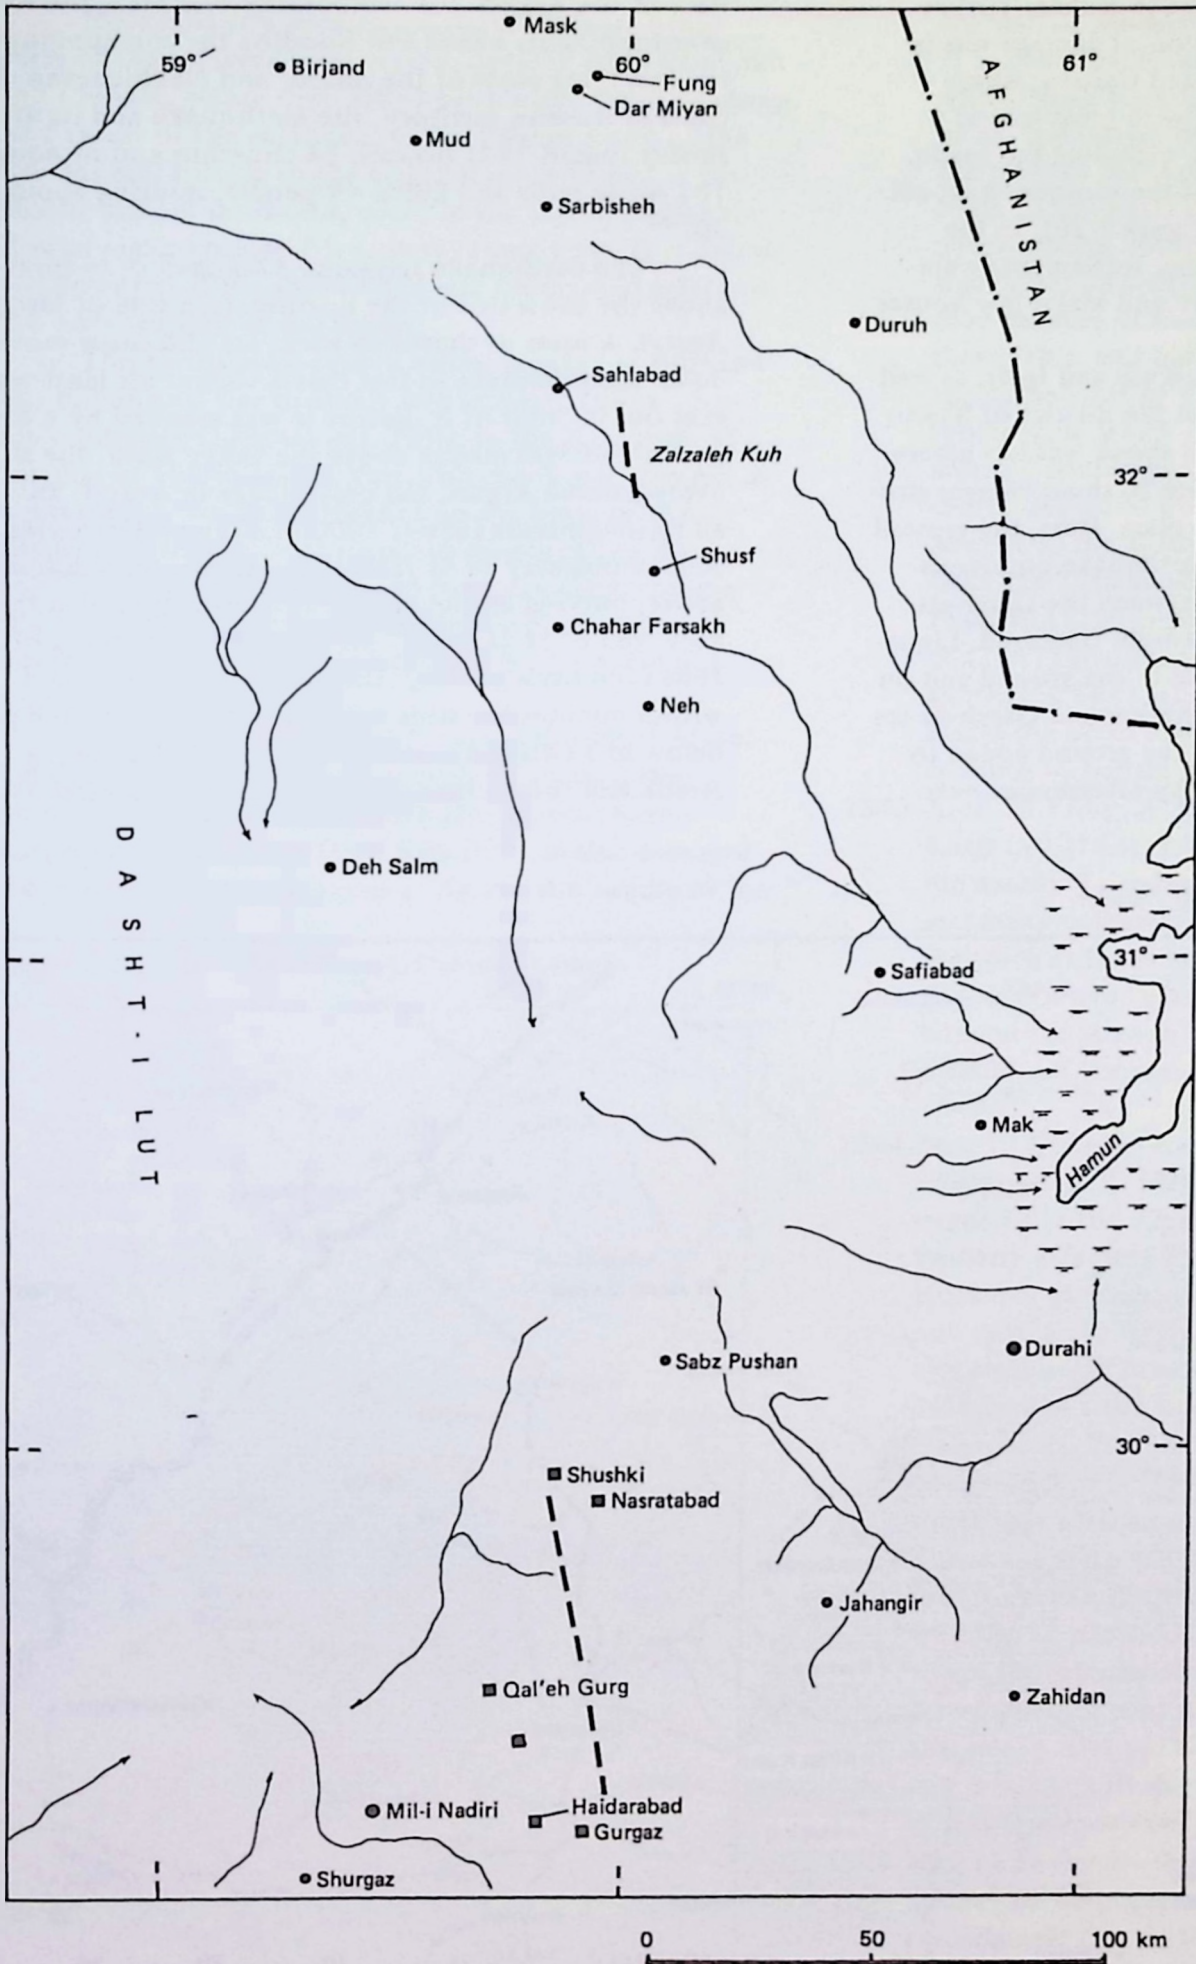 Mask
59°
60°
61°
Birjand
Fung
Dar Miyan
AFGHANISTAN
Mud
Sarbisheh
Duruh
Sahlabad
Zalzaleh Kuh
32°
Shusf
Chahar Farsakh
Neh
DASHT-I LUT
Deh Salm
31°
Safiabad
Mak
Hamun
Durahi
Sabz Pushan
30°
Shushki
Nasratabad
Jahangir
Qal'eh Gurg
Zahidan
Haidarabad
Mil-i Nadiri
Gurgaz
Shurgaz
0 50 100 km